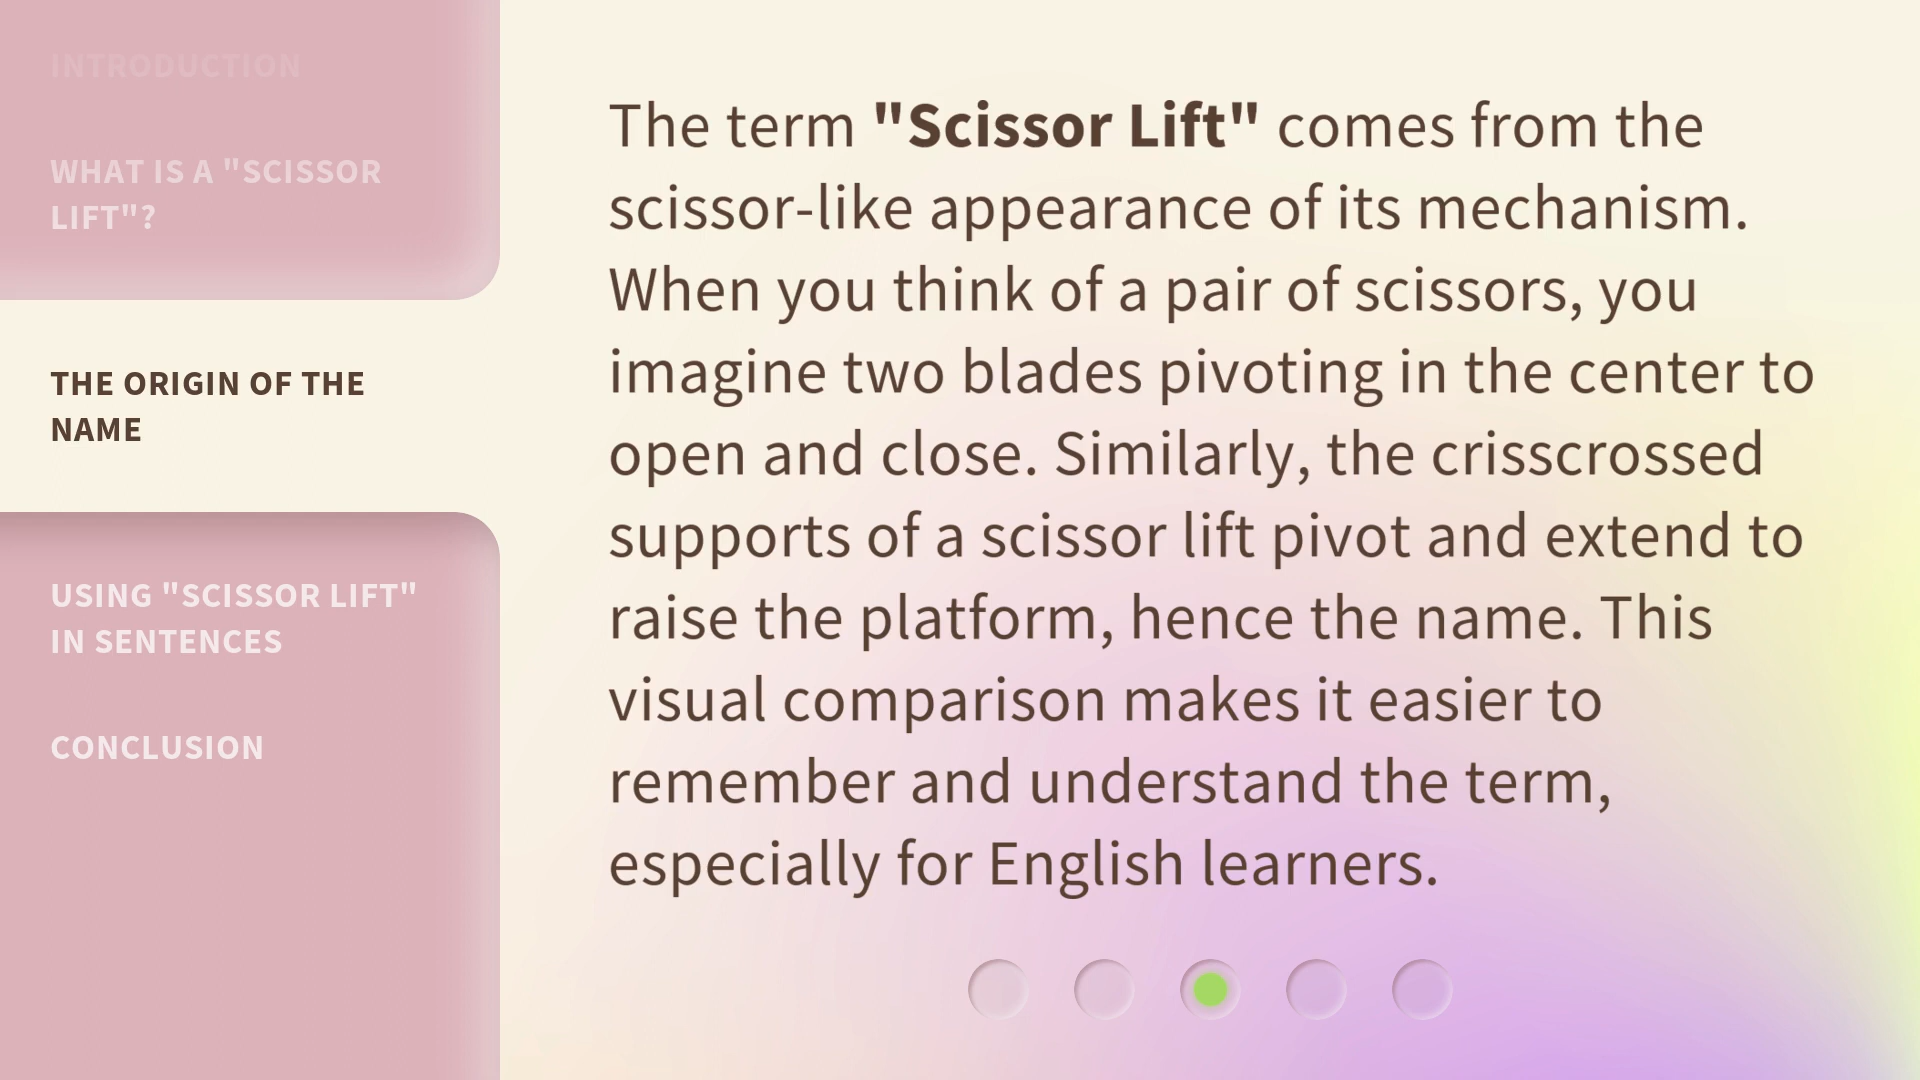 INTRODUCTION
WHAT IS A "SCISSOR
LIFT"?
THE ORIGIN OF THE
NAME
USING "SCISSOR LIFT"
IN SENTENCES
CONCLUSION
The term "Scissor Lift" comes from the
scissor-like appearance of its mechanism.
When you think of a pair of scissors, you
imagine two blades pivoting in the center to
open and close. Similarly, the crisscrossed
supports of a scissor lift pivot and extend to
raise the platform, hence the name. This
visual comparison makes it easier to
remember and understand the term,
especially for English learners.